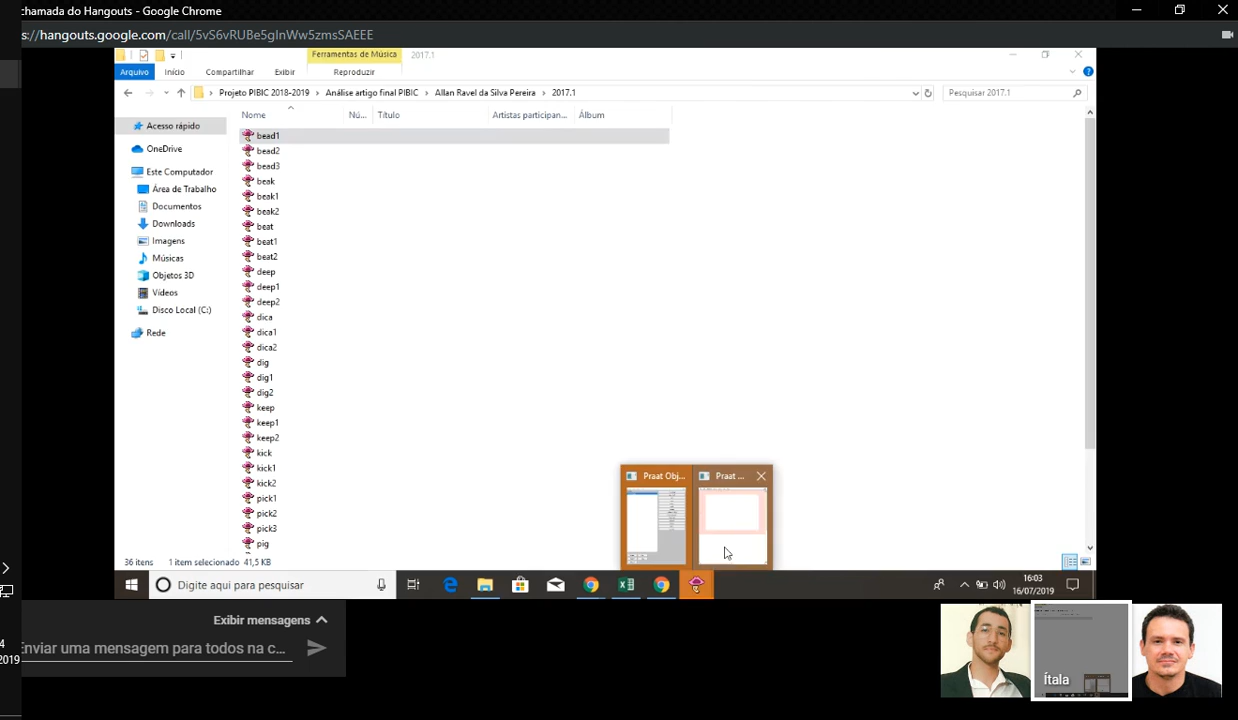 chamada do Hangouts - Google Chrome
s://hangouts.google.com/call/5vS6vRUBe5gInWw5zmsSAEEE
Ferramentas de Música 2017.1
Arquivo Início Compartilhar Exibir Reproduzir
Projeto PIBIC 2018-2019 > Análise artigo final PIBIC > Allan Ravel da Silva Pereira > 2017.1
Pesquisar 2017.1
Nome Nú... Título Artistas participan... Álbum
Acesso rápido
OneDrive
Este Computador
Área de Trabalho
Documentos
Downloads
Imagens
Músicas
Objetos 3D
Vídeos
Disco Local (C:)
Rede
bead1
bead2
bead3
beak
beak1
beak2
beat
beat1
beat2
deep
deep1
deep2
dica
dica1
dica2
dig
dig1
dig2
keep
keep1
keep2
kick
kick1
kick2
pick1
pick2
pick3
pig
Praat Obj... Praat ...
36 itens 1 item selecionado 41,5 KB
Digite aqui para pesquisar
16:03
16/07/2019
Exibir mensagens
Enviar uma mensagem para todos na c...
4
2019
Ítala